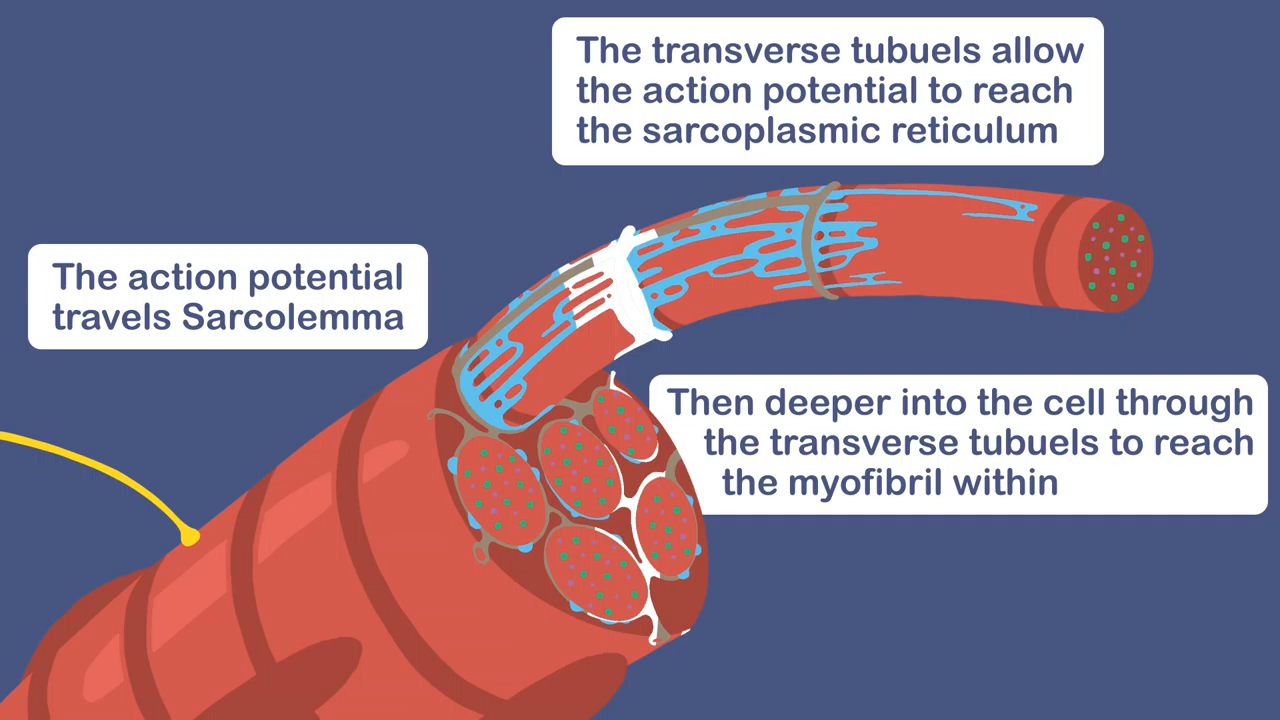 The transverse tubuels allow
the action potential to reach
the sarcoplasmic reticulum
The action potential
travels Sarcolemma
Then deeper into the cell through
the transverse tubuels to reach
the myofibril within